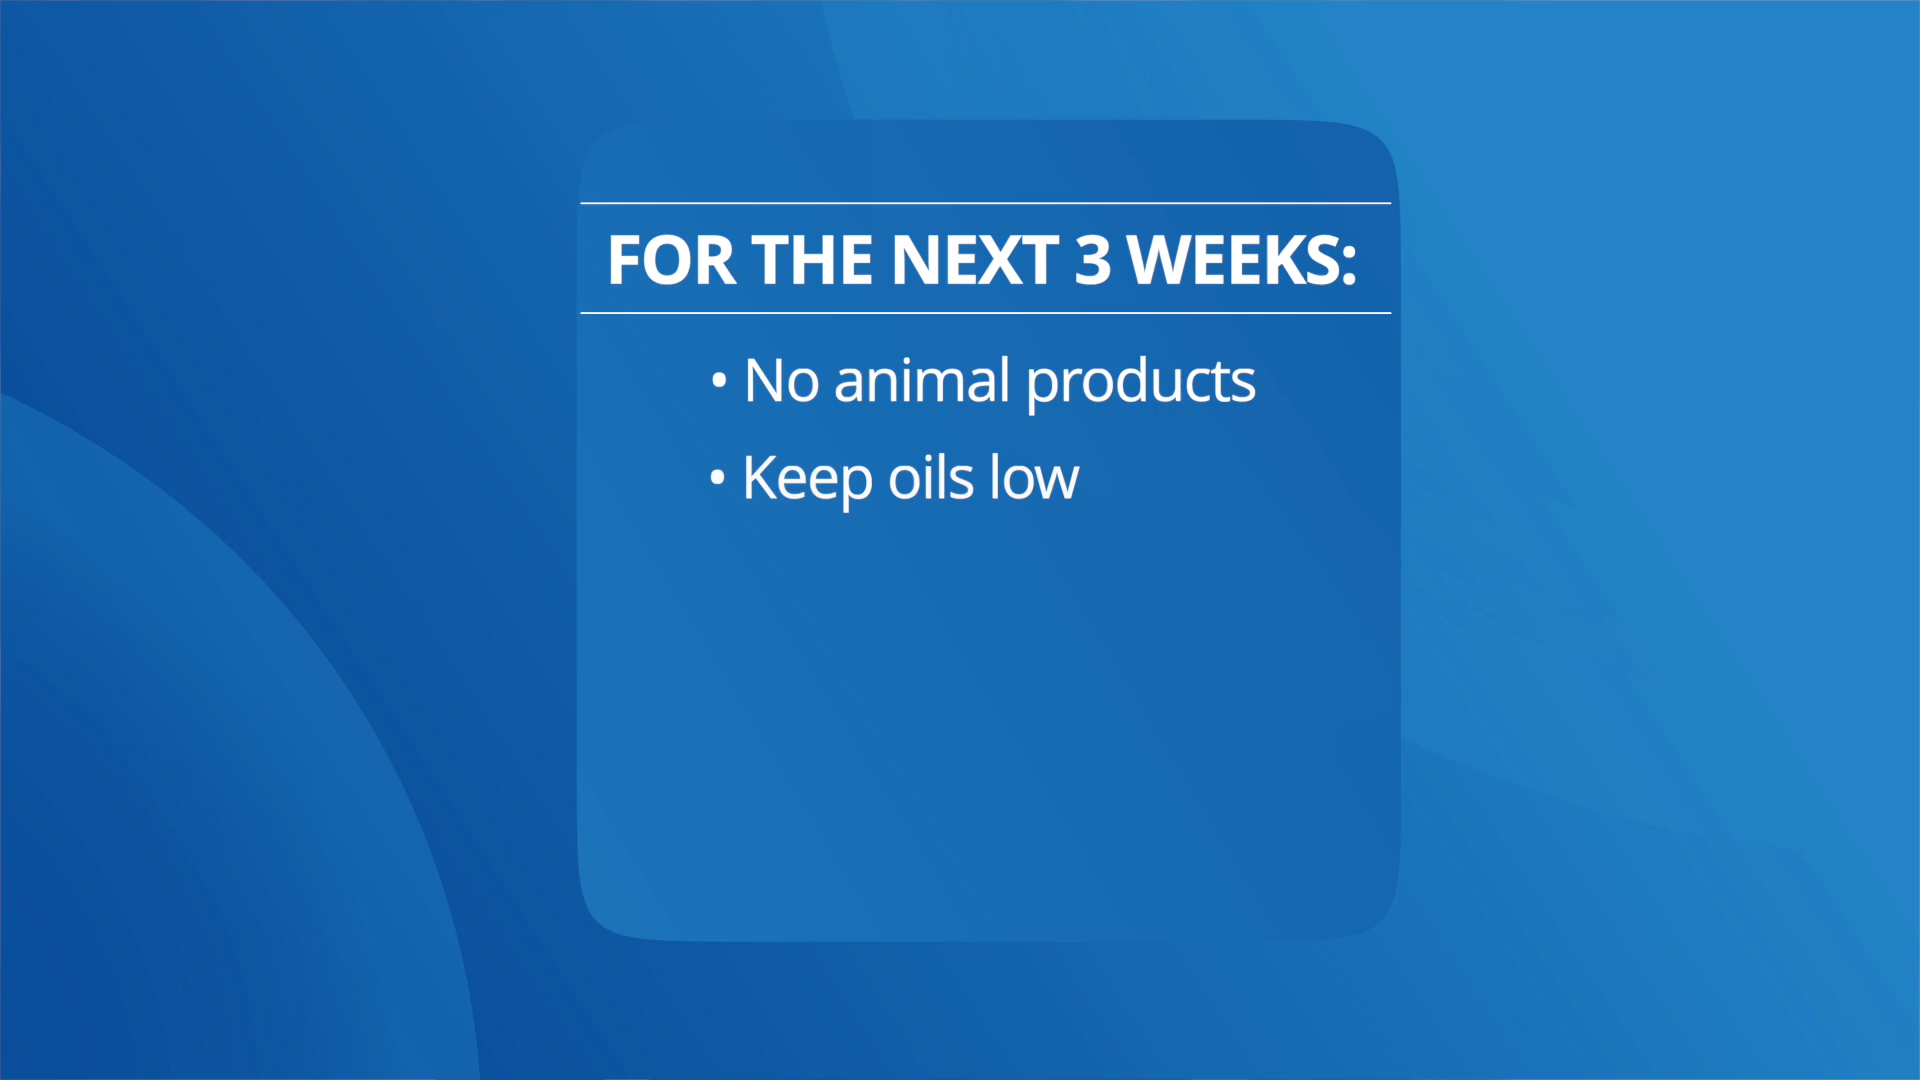 FOR THE NEXT 3 WEEKS:
• No animal products
• Keep oils low